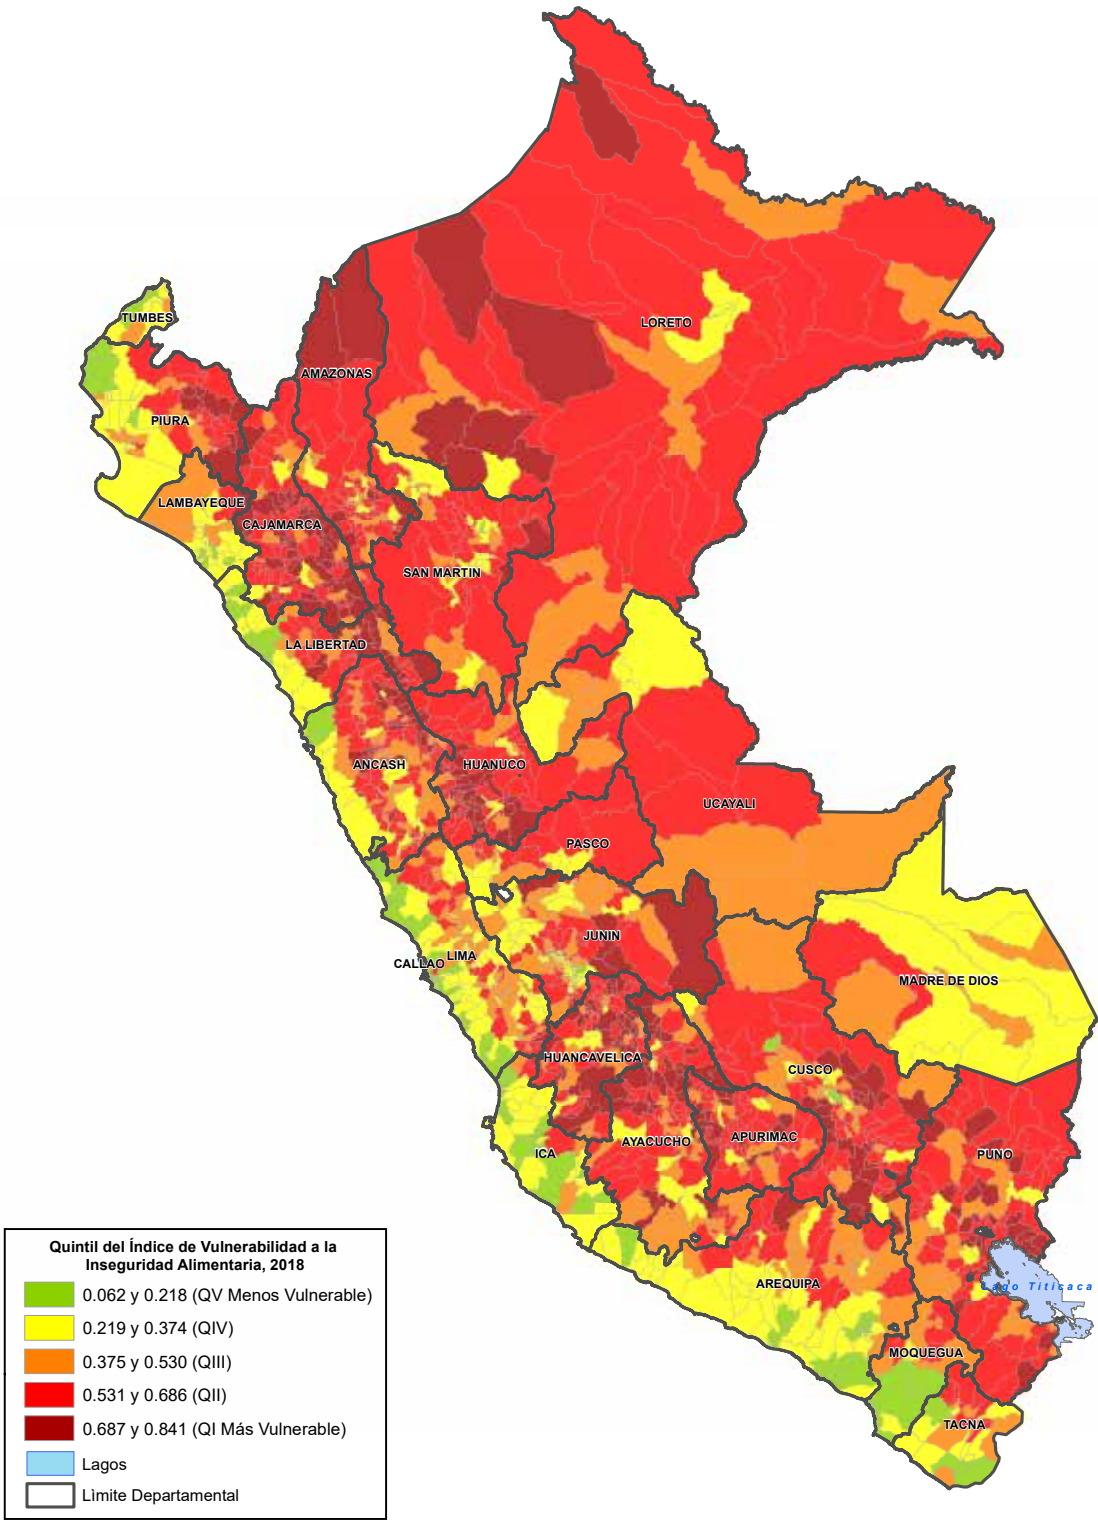 TUMBES
LORETO
AMAZONAS
PIURA
LAMBAYEQUE
CAJAMARCA
SAN MARTIN
LA LIBERTAD
ANCASH
HUANUCO
UCAYALI
PASCO
JUNIN
LIMA
CALLAO
MADRE DE DIOS
HUANCAVELICA
CUSCO
AYACUCHO
APURIMAC
ICA
PUNO
AREQUIPA
Lago Titicaca
MOQUEGUA
TACNA
Quintil del Índice de Vulnerabilidad a la
Inseguridad Alimentaria, 2018
0.062 y 0.218 (QV Menos Vulnerable)
0.219 y 0.374 (QIV)
0.375 y 0.530 (QIII)
0.531 y 0.686 (QII)
0.687 y 0.841 (QI Más Vulnerable)
Lagos
Lìmite Departamental